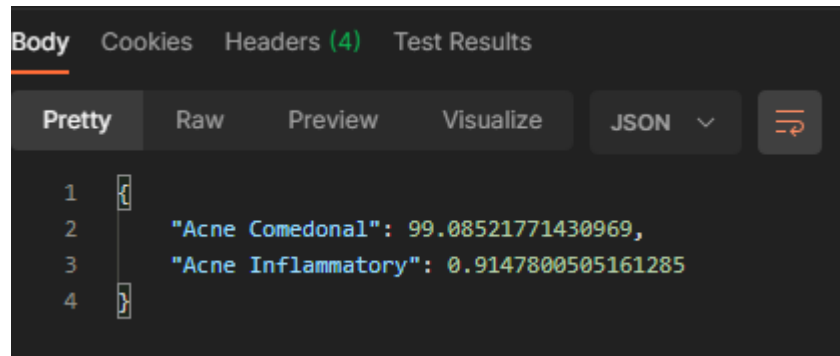 Body Cookies Headers (4) Test Results
Pretty Raw Preview Visualize JSON
1 {
2 "Acne Comedonal": 99.08521771430969,
3 "Acne Inflammatory": 0.9147800505161285
4 }